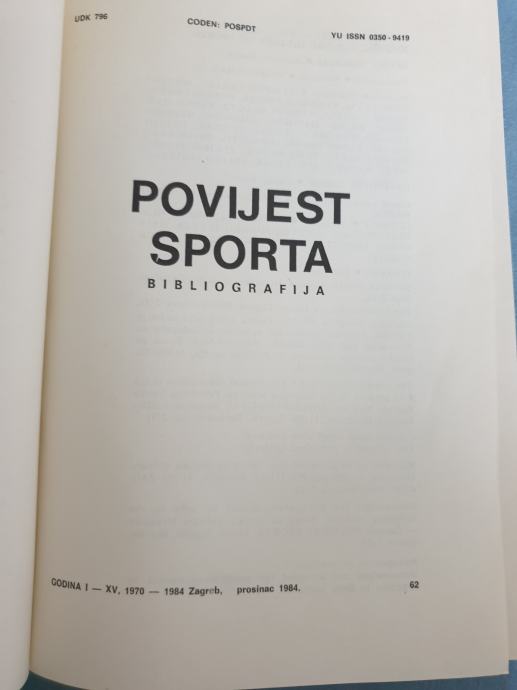 UDK 796 CODEN: POSPDT YU ISSN 0350-9419
POVIJEST
SPORTA
BIBLIOGRAFIJA
GODINA I — XV, 1970 — 1984 Zagreb, prosinac 1984. 62